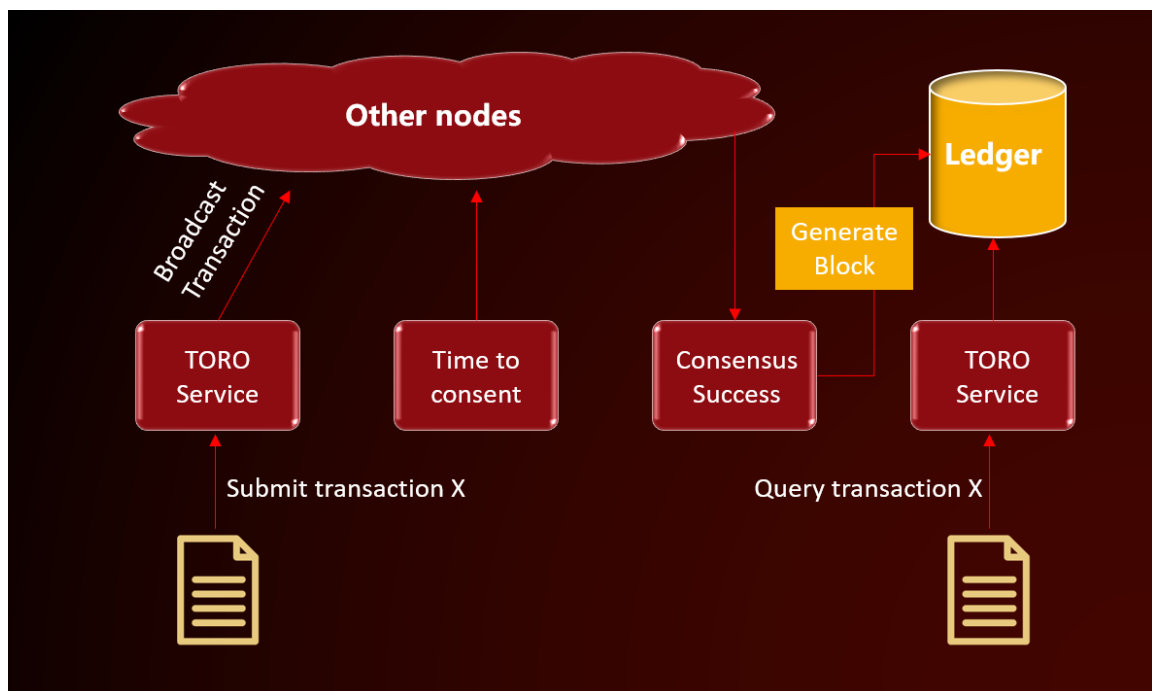 Other nodes
Ledger
Broadcast
Transaction
Generate
Block
TORO
Service
Time to
consent
Consensus
Success
TORO
Service
Submit transaction X
Query transaction X